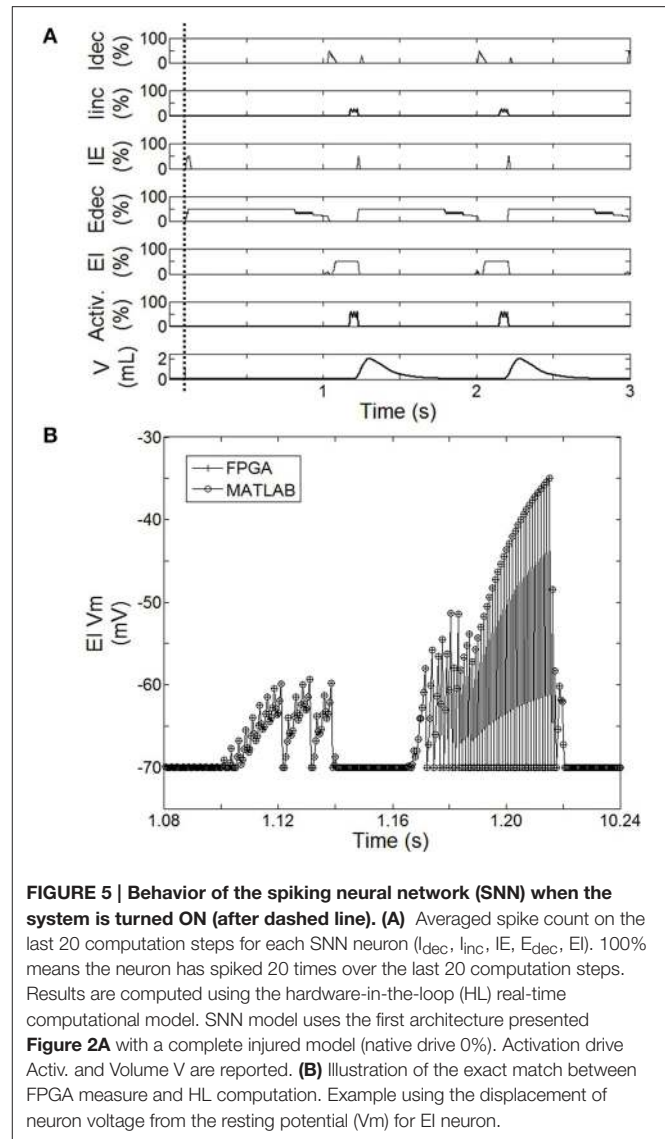 A
Idec (%)
100
0
Iinc (%)
100
0
IE (%)
100
0
Edec (%)
100
0
EI (%)
100
0
Activ. (%)
100
0
V (mL)
2
0
1 2 3
Time (s)
B
FPGA
MATLAB
EI Vm (mV)
-30
-40
-50
-60
-70
1.08 1.12 1.16 1.20 10.24
Time (s)
FIGURE 5 | Behavior of the spiking neural network (SNN) when the
system is turned ON (after dashed line). (A) Averaged spike count on the
last 20 computation steps for each SNN neuron (Idec, Iinc, IE, Edec, EI). 100%
means the neuron has spiked 20 times over the last 20 computation steps.
Results are computed using the hardware-in-the-loop (HL) real-time
computational model. SNN model uses the first architecture presented
Figure 2A with a complete injured model (native drive 0%). Activation drive
Activ. and Volume V are reported. (B) Illustration of the exact match between
FPGA measure and HL computation. Example using the displacement of
neuron voltage from the resting potential (Vm) for EI neuron.